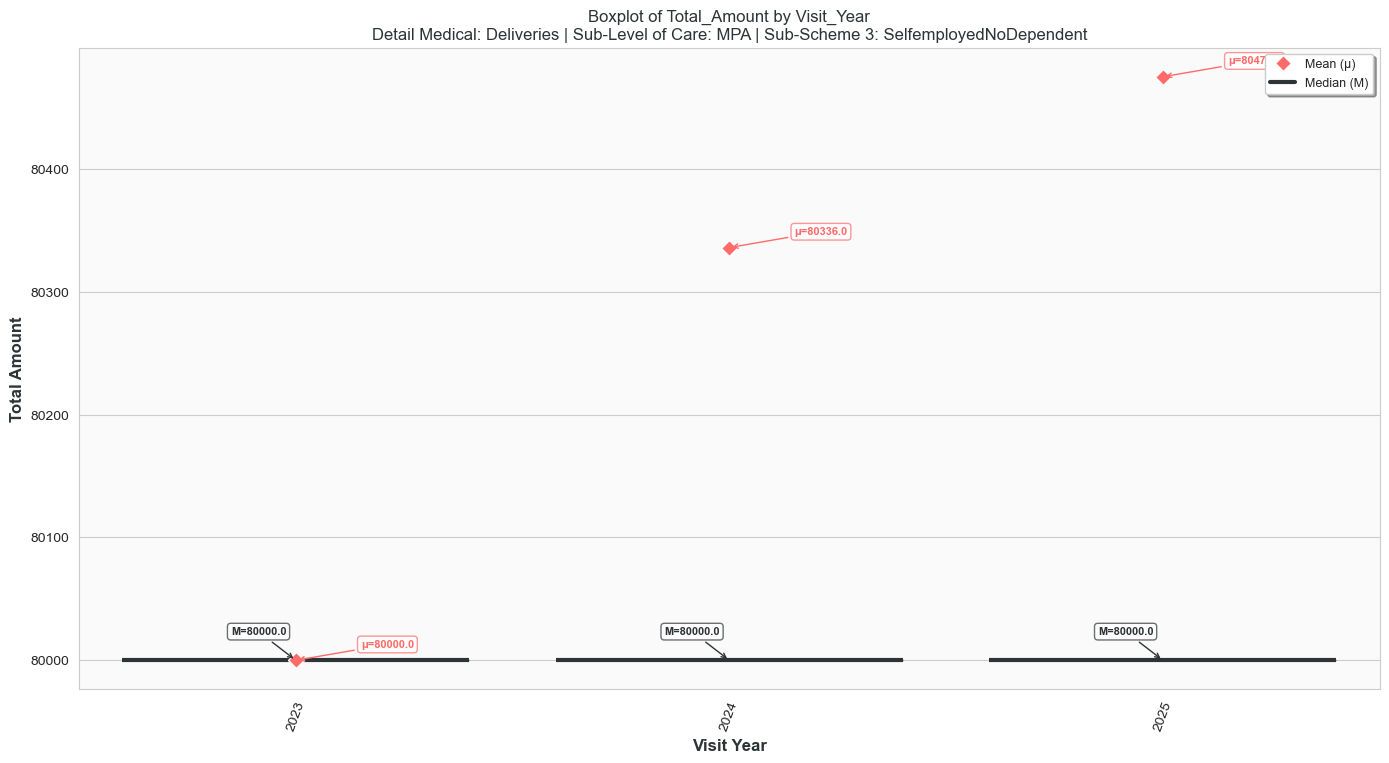 Boxplot of Total_Amount by Visit_Year
Detail Medical: Deliveries | Sub-Level of Care: MPA | Sub-Scheme 3: SelfemployedNoDependent
Mean (μ)
Median (M)
μ=80336.0
80400
80300
80200
80100
80000
Total Amount
M=80000.0
μ=80000.0
M=80000.0
M=80000.0
2023
2024
2025
Visit Year